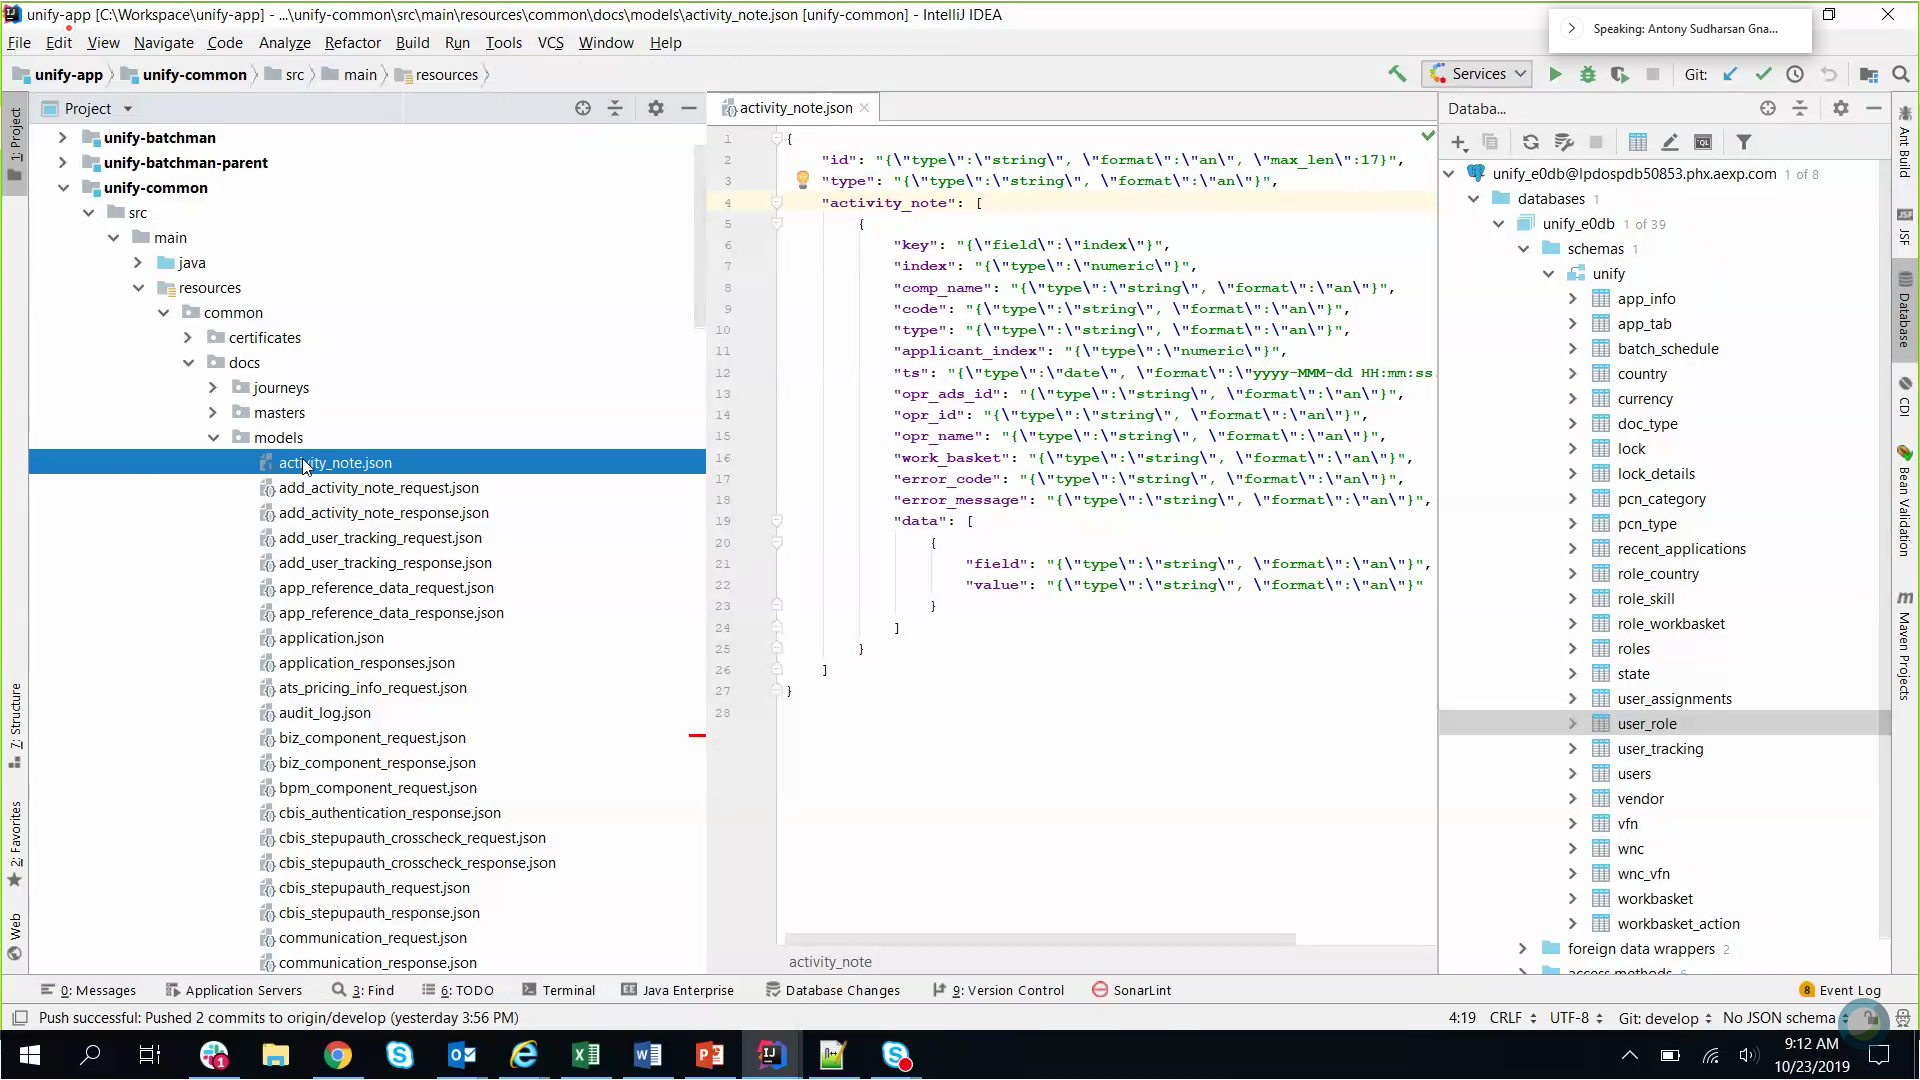 unify-app [C:\Workspace\unify-app] - ...\unify-common\src\main\resources\common\docs\models\activity_note.json [unify-common] - IntelliJ IDEA
Speaking: Antony Sudharsan Gna...
File Edit View Navigate Code Analyze Refactor Build Run Tools VCS Window Help
unify-app unify-common src main resources
Services
Git:
Project
activity_note.json
Databa...
1: Project
7: Structure
2: Favorites
Web
unify-batchman
unify-batchman-parent
unify-common
src
main
java
resources
common
certificates
docs
journeys
masters
models
activity_note.json
add_activity_note_request.json
add_activity_note_response.json
add_user_tracking_request.json
add_user_tracking_response.json
app_reference_data_request.json
app_reference_data_response.json
application.json
application_responses.json
ats_pricing_info_request.json
audit_log.json
biz_component_request.json
biz_component_response.json
bpm_component_request.json
cbis_authentication_response.json
cbis_stepupauth_crosscheck_request.json
cbis_stepupauth_crosscheck_response.json
cbis_stepupauth_request.json
cbis_stepupauth_response.json
communication_request.json
communication_response.json
1 {
2 "id": "{\"type\":\"string\", \"format\":\"an\", \"max_len\":17}",
3 "type": "{\"type\":\"string\", \"format\":\"an\"}",
4 "activity_note": [
5 {
6 "key": "{\"field\":\"index\"}",
7 "index": "{\"type\":\"numeric\"}",
8 "comp_name": "{\"type\":\"string\", \"format\":\"an\"}",
9 "code": "{\"type\":\"string\", \"format\":\"an\"}",
10 "type": "{\"type\":\"string\", \"format\":\"an\"}",
11 "applicant_index": "{\"type\":\"numeric\"}",
12 "ts": "{\"type\":\"date\", \"format\":\"yyyy-MMM-dd HH:mm:ss.
13 "opr_ads_id": "{\"type\":\"string\", \"format\":\"an\"}",
14 "opr_id": "{\"type\":\"string\", \"format\":\"an\"}",
15 "opr_name": "{\"type\":\"string\", \"format\":\"an\"}",
16 "work_basket": "{\"type\":\"string\", \"format\":\"an\"}",
17 "error_code": "{\"type\":\"string\", \"format\":\"an\"}",
18 "error_message": "{\"type\":\"string\", \"format\":\"an\"}",
19 "data": [
20 {
21 "field": "{\"type\":\"string\", \"format\":\"an\"}",
22 "value": "{\"type\":\"string\", \"format\":\"an\"}"
23 }
24 ]
25 }
26 ]
27 }
28
activity_note
unify_e0db@lpdospdb50853.phx.aexp.com 1 of 8
databases 1
unify_e0db 1 of 39
schemas 1
unify
app_info
app_tab
batch_schedule
country
currency
doc_type
lock
lock_details
pcn_category
pcn_type
recent_applications
role_country
role_skill
role_workbasket
roles
state
user_assignments
user_role
user_tracking
users
vendor
vfn
wnc
wnc_vfn
workbasket
workbasket_action
foreign data wrappers 2
access methods 6
Ant Build
JSF
Database
CDI
Bean Validation
Maven Projects
0: Messages Application Servers 3: Find 6: TODO Terminal Java Enterprise Database Changes 9: Version Control SonarLint 8 Event Log
Push successful: Pushed 2 commits to origin/develop (yesterday 3:56 PM)
4:19 CRLF UTF-8 Git: develop No JSON schema
9:12 AM
10/23/2019